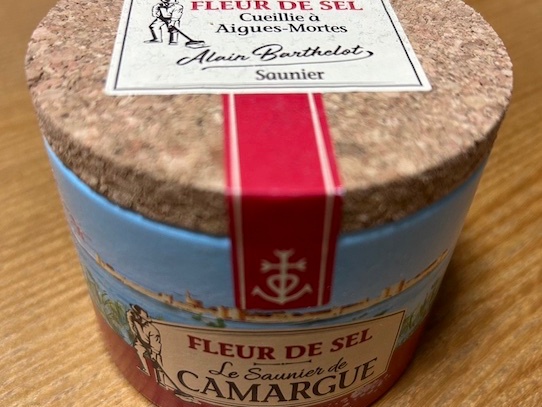 FLEUR DE SEL
Cueillie à
Aigues-Mortes
Alain Barthelot
Saunier
FLEUR DE SEL
Le Saunier de
CAMARGUE